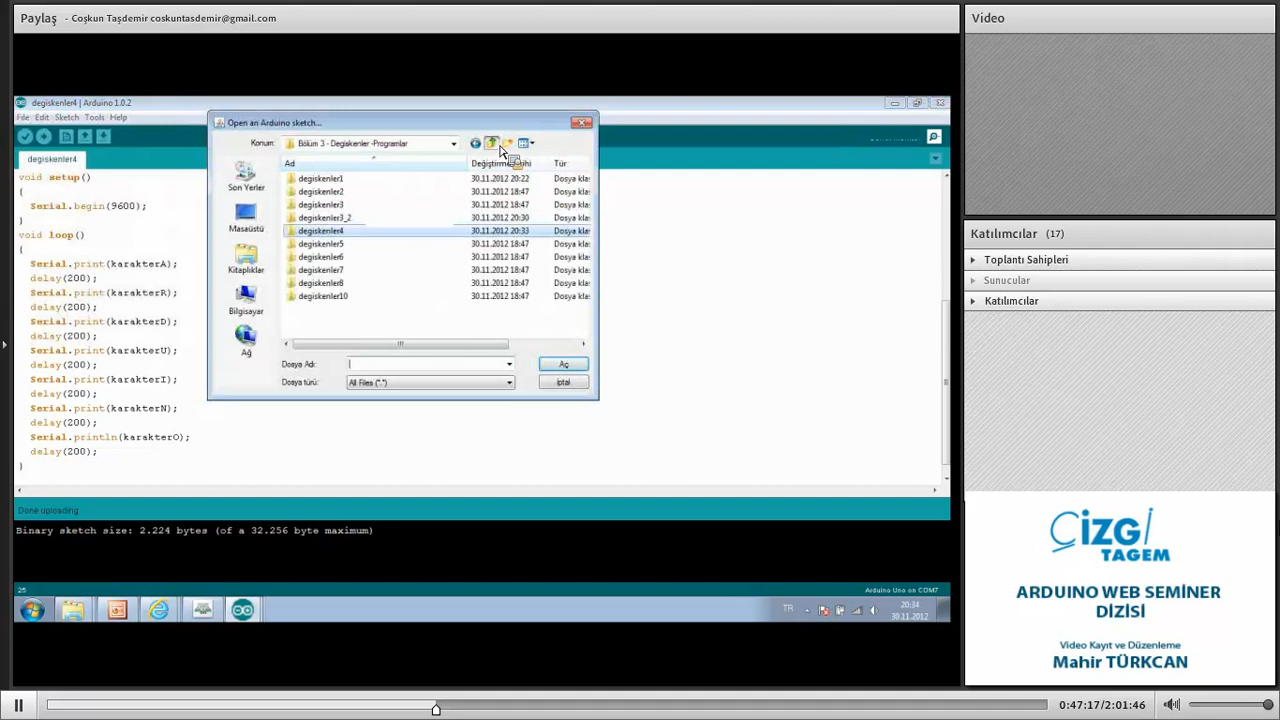 Paylaş - Coşkun Taşdemir coskuntasdemir@gmail.com
Video
degiskenler4 | Arduino 1.0.2
File Edit Sketch Tools Help
degiskenler4
void setup()
{
Serial.begin(9600);
}
void loop()
{
Serial.print(karakterA);
delay(200);
Serial.print(karakterR);
delay(200);
Serial.print(karakterD);
delay(200);
Serial.print(karakterU);
delay(200);
Serial.print(karakterI);
delay(200);
Serial.print(karakterN);
delay(200);
Serial.println(karakterO);
delay(200);
}
Open an Arduino sketch...
Konum: Bölüm 3 - Degiskenler -Programlar
Ad Tür
degiskenler1 30.11.2012 20:22 Dosya kla
degiskenler2 30.11.2012 18:47 Dosya kla
degiskenler3 30.11.2012 18:47 Dosya kla
degiskenler3_2 30.11.2012 20:30 Dosya kla
degiskenler4 30.11.2012 20:33 Dosya kla
degiskenler5 30.11.2012 18:47 Dosya kla
degiskenler6 30.11.2012 18:47 Dosya kla
degiskenler7 30.11.2012 18:47 Dosya kla
degiskenler8 30.11.2012 18:47 Dosya kla
degiskenler10 30.11.2012 18:47 Dosya kla
Son Yerler
Masaüstü
Kitaplıklar
Bilgisayar
Ağ
Dosya Adı: Aç
Dosya türü: All Files (*.*) İptal
Done uploading
Binary sketch size: 2.224 bytes (of a 32.256 byte maximum)
25 Arduino Uno on COM7
TR 20:34
30.11.2012
Katılımcılar (17)
Toplantı Sahipleri
Sunucular
Katılımcılar
ÇİZGİ
TAGEM
ARDUINO WEB SEMİNER
DİZİSİ
Video Kayıt ve Düzenleme
Mahir TÜRKCAN
0:47:17/2:01:46